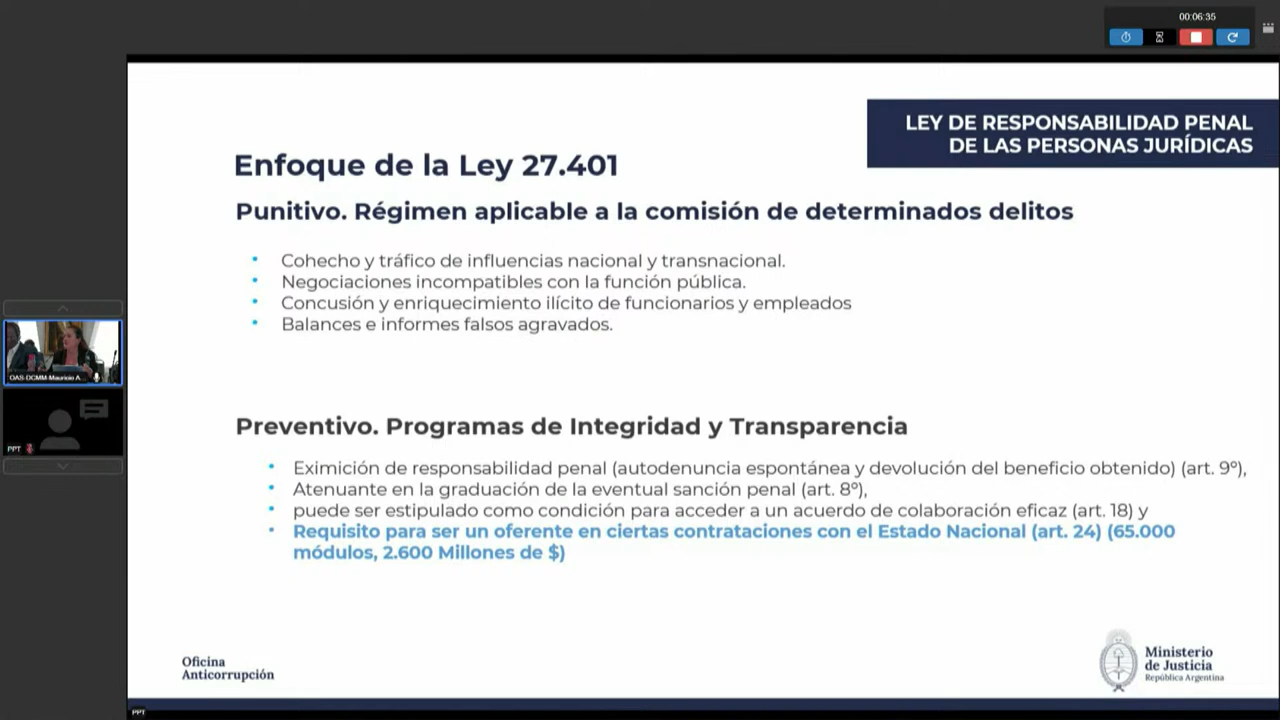 00:06:35
LEY DE RESPONSABILIDAD PENAL
DE LAS PERSONAS JURÍDICAS
Enfoque de la Ley 27.401
Punitivo. Régimen aplicable a la comisión de determinados delitos
• Cohecho y tráfico de influencias nacional y transnacional.
• Negociaciones incompatibles con la función pública.
• Concusión y enriquecimiento ilícito de funcionarios y empleados
• Balances e informes falsos agravados.
OAS-DCMM-Mauricio A...
PPT
Preventivo. Programas de Integridad y Transparencia
• Eximición de responsabilidad penal (autodenuncia espontánea y devolución del beneficio obtenido) (art. 9º),
• Atenuante en la graduación de la eventual sanción penal (art. 8º),
• puede ser estipulado como condición para acceder a un acuerdo de colaboración eficaz (art. 18) y
• Requisito para ser un oferente en ciertas contrataciones con el Estado Nacional (art. 24) (65.000
módulos, 2.600 Millones de $)
Oficina
Anticorrupción
Ministerio
de Justicia
República Argentina
PPT